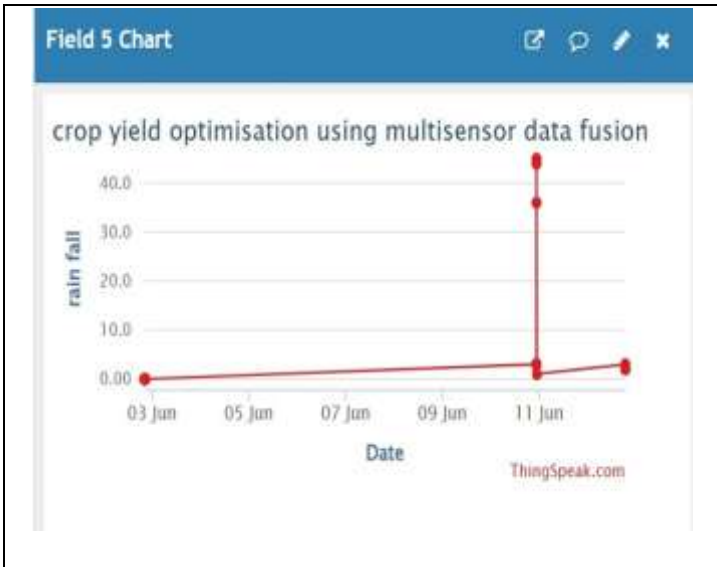 Field 5 Chart
crop yield optimisation using multisensor data fusion
40.0
30.0
20.0
10.0
0.00
rain fall
03 Jun 05 Jun 07 Jun 09 Jun 11 Jun
Date
ThingSpeak.com